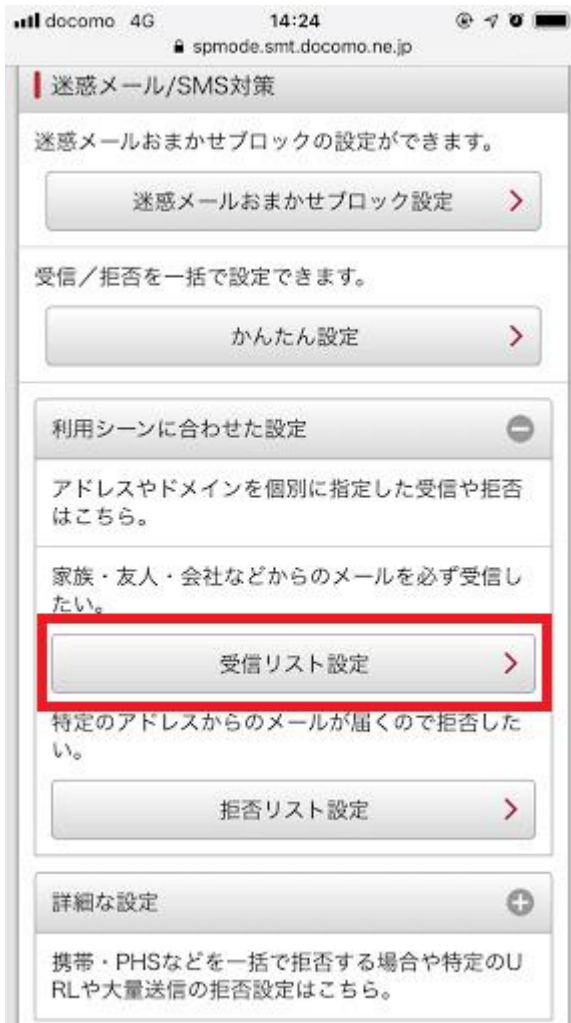 docomo 4G 14:24
spmode.smt.docomo.ne.jp
迷惑メール/SMS対策
迷惑メールおまかせブロックの設定ができます。
迷惑メールおまかせブロック設定
受信／拒否を一括で設定できます。
かんたん設定
利用シーンに合わせた設定
アドレスやドメインを個別に指定した受信や拒否
はこちら。
家族・友人・会社などからのメールを必ず受信し
たい。
受信リスト設定
特定のアドレスからのメールが届くので拒否した
い。
拒否リスト設定
詳細な設定
携帯・PHSなどを一括で拒否する場合や特定のU
RLや大量送信の拒否設定はこちら。